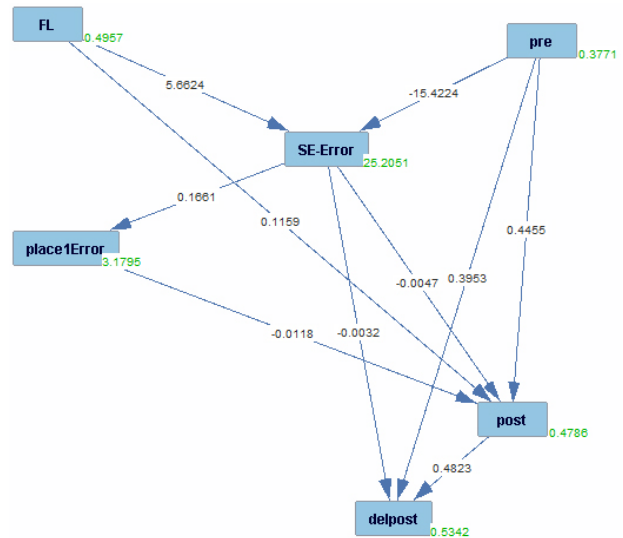 FL
0.4957
pre
0.3771
5.6624
-15.4224
SE-Error
25.2051
0.1661
0.1159
0.4455
place1Error
3.1795
0.3953
-0.0047
-0.0118
-0.0032
post
0.4786
0.4823
delpost
0.5342